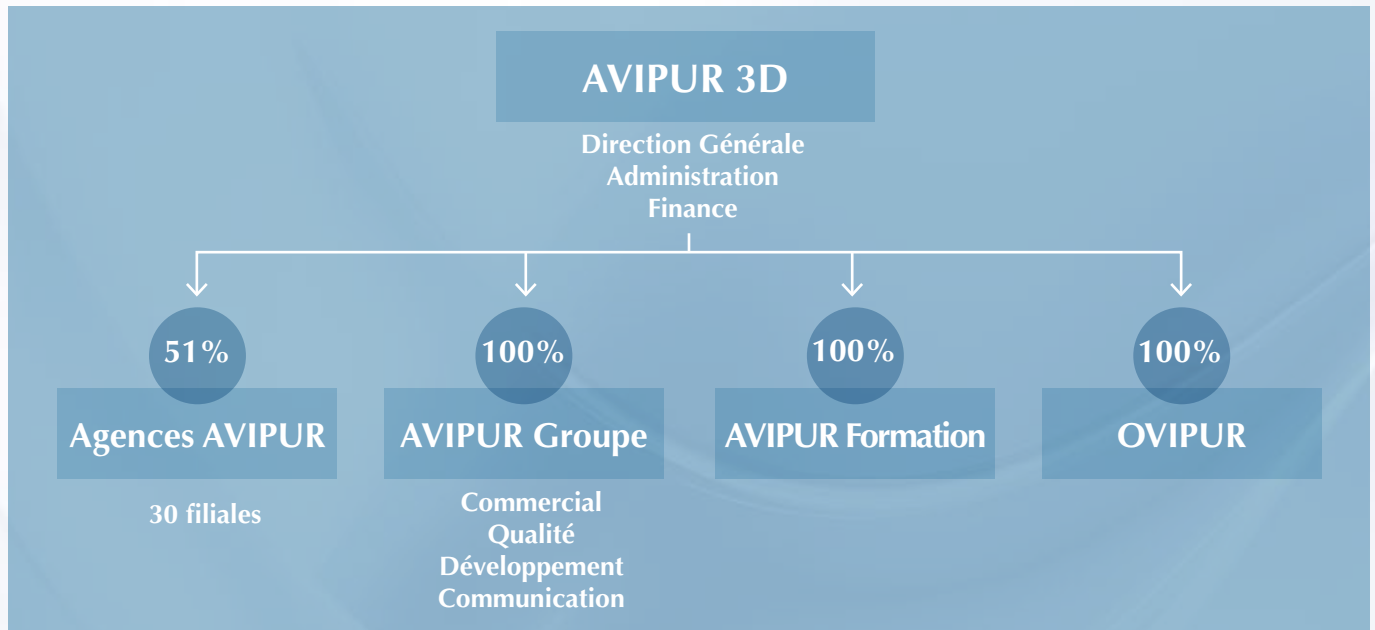 AVIPUR 3D
Direction Générale
Administration
Finance
51%
100%
100%
100%
Agences AVIPUR
AVIPUR Groupe
AVIPUR Formation
OVIPUR
30 filiales
Commercial
Qualité
Développement
Communication